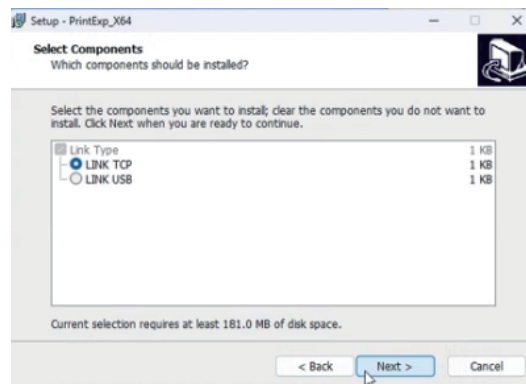 Setup - PrintExp_X64
Select Components
Which components should be installed?
Select the components you want to install; clear the components you do not want to
install. Click Next when you are ready to continue.
Link Type 1 KB
LINK TCP 1 KB
LINK USB 1 KB
Current selection requires at least 181.0 MB of disk space.
< Back Next > Cancel